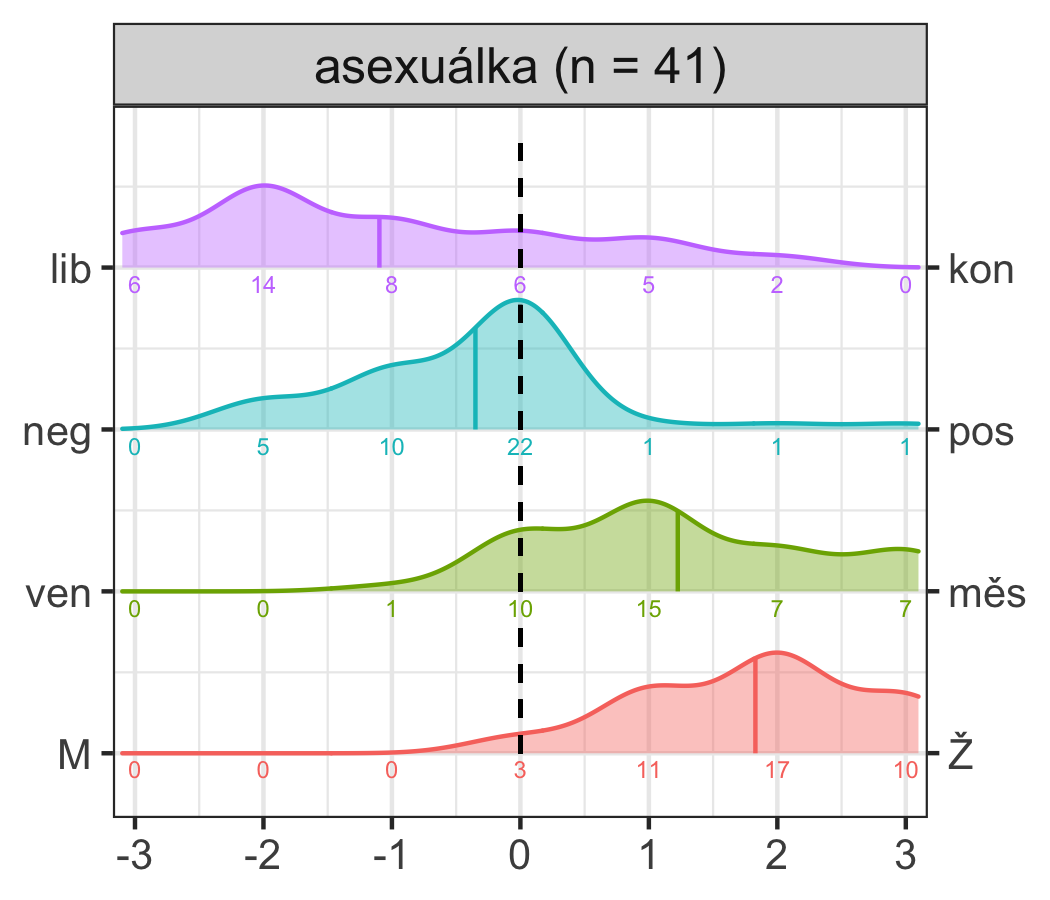 asexuálka (n = 41)
lib kon
6 14 8 6 5 2 0
neg pos
0 5 10 22 1 1 1
ven měs
0 0 1 10 15 7 7
M Ž
0 0 0 3 11 17 10
-3 -2 -1 0 1 2 3